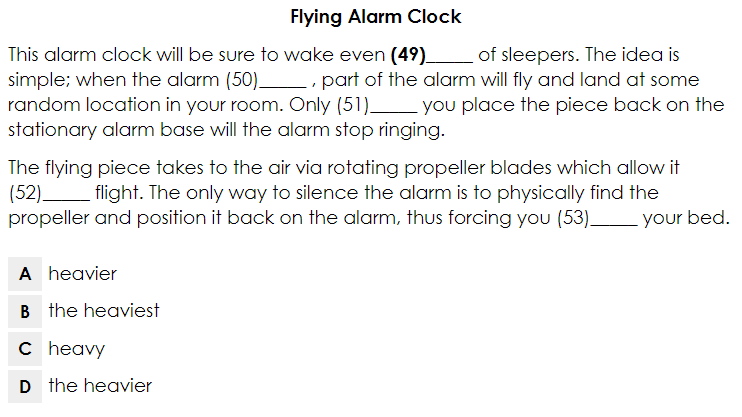 Flying Alarm Clock
This alarm clock will be sure to wake even (49)_____ of sleepers. The idea is
simple; when the alarm (50)_____ , part of the alarm will fly and land at some
random location in your room. Only (51)_____ you place the piece back on the
stationary alarm base will the alarm stop ringing.
The flying piece takes to the air via rotating propeller blades which allow it
(52)_____ flight. The only way to silence the alarm is to physically find the
propeller and position it back on the alarm, thus forcing you (53)_____ your bed.
A heavier
B the heaviest
C heavy
D the heavier